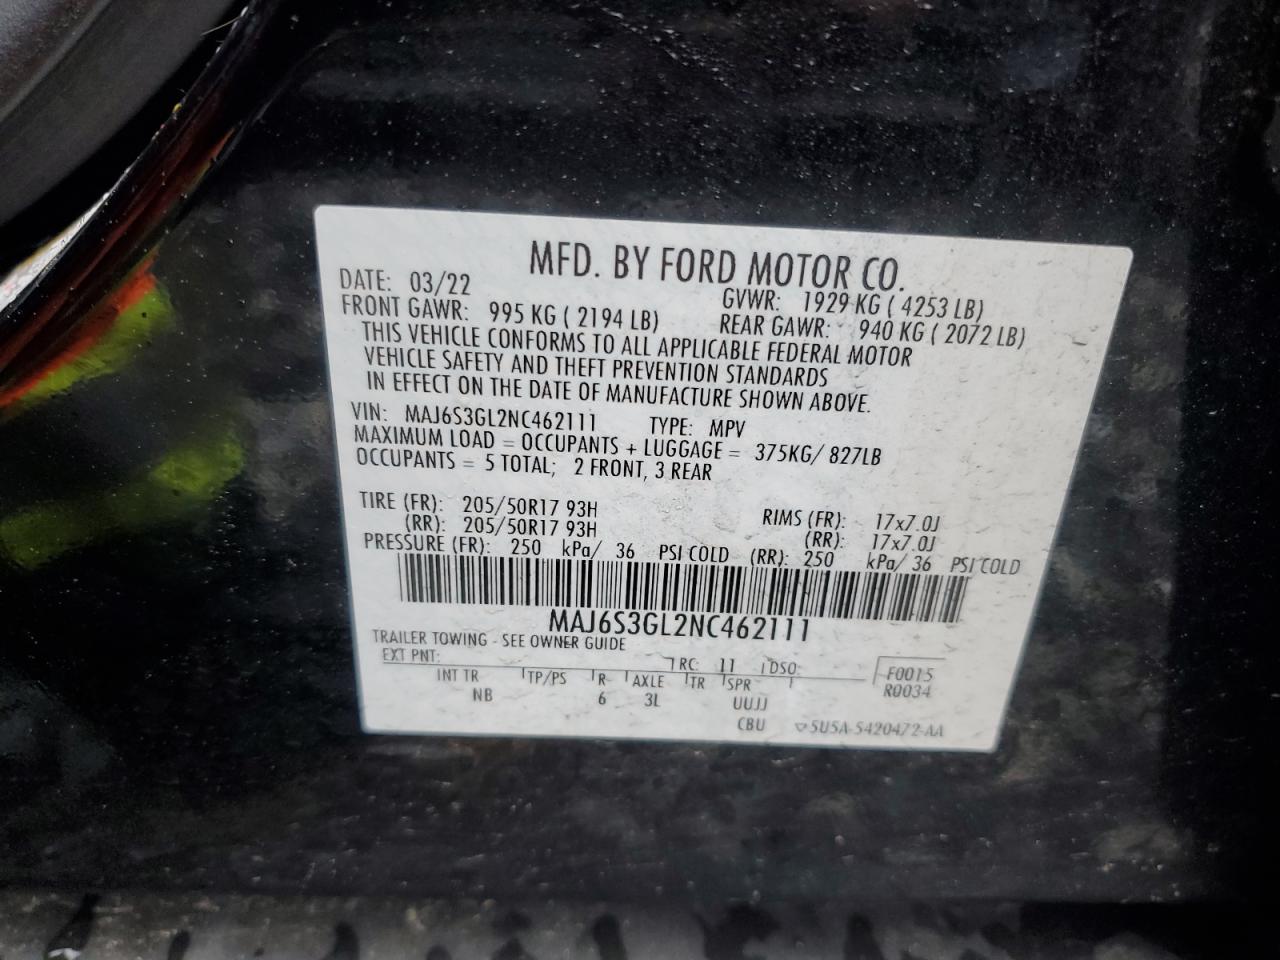 MFD. BY FORD MOTOR CO.
DATE: 03/22 GVWR: 1929 KG ( 4253 LB)
FRONT GAWR: 995 KG ( 2194 LB) REAR GAWR: 940 KG ( 2072 LB)
THIS VEHICLE CONFORMS TO ALL APPLICABLE FEDERAL MOTOR
VEHICLE SAFETY AND THEFT PREVENTION STANDARDS
IN EFFECT ON THE DATE OF MANUFACTURE SHOWN ABOVE.
VIN: MAJ6S3GL2NC462111 TYPE: MPV
MAXIMUM LOAD = OCCUPANTS + LUGGAGE = 375KG/ 827LB
OCCUPANTS = 5 TOTAL; 2 FRONT, 3 REAR
TIRE (FR): 205/50R17 93H RIMS (FR): 17x7.0J
(RR): 205/50R17 93H (RR): 17x7.0J
PRESSURE (FR): 250 kPa/ 36 PSI COLD (RR): 250 kPa/ 36 PSI COLD
MAJ6S3GL2NC462111
TRAILER TOWING - SEE OWNER GUIDE
EXT PNT: RC: 11 DSO: F0015
INT TR TP/PS R AXLE TR SPR R0034
NB 6 3L UUJJ
CBU 5U5A-5420472-AA